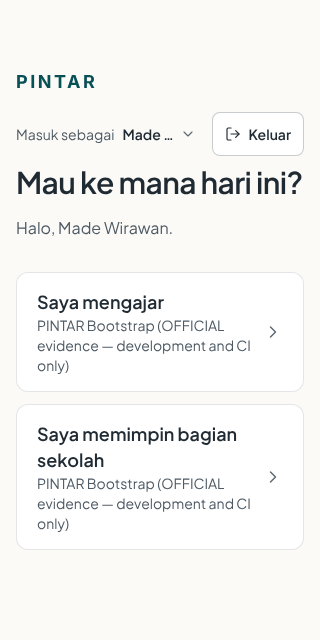 PINTAR
Masuk sebagai Made ...
Keluar
Mau ke mana hari ini?
Halo, Made Wirawan.
Saya mengajar
PINTAR Bootstrap (OFFICIAL
evidence — development and CI
only)
Saya memimpin bagian
sekolah
PINTAR Bootstrap (OFFICIAL
evidence — development and CI
only)